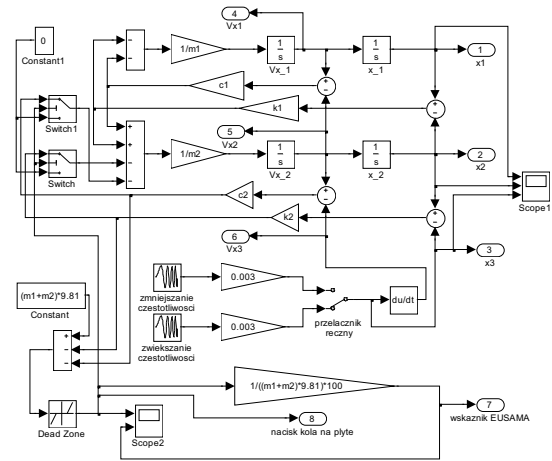 4
Vx1
0
Constant1
1/m1
1
s
Vx_1
1
s
x_1
1
x1
c1
k1
Switch1
5
Vx2
1/m2
1
s
Vx_2
1
s
x_2
2
x2
Switch
c2
k2
Scope1
6
Vx3
3
x3
(m1+m2)*9.81
Constant
zmniejszanie
czestotliwosci
0.003
du/dt
przelacznik
reczny
zwiekszanie
czestotliwosci
0.003
1/((m1+m2)*9.81)*100
7
wskaznik EUSAMA
Dead Zone
Scope2
8
nacisk kola na plyte